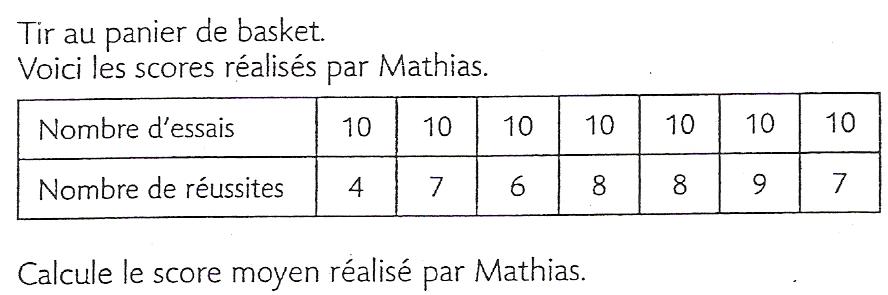 Tir au panier de basket.
Voici les scores réalisés par Mathias.
Nombre d'essais 10 10 10 10 10 10 10
Nombre de réussites 4 7 6 8 8 9 7
Calcule le score moyen réalisé par Mathias.